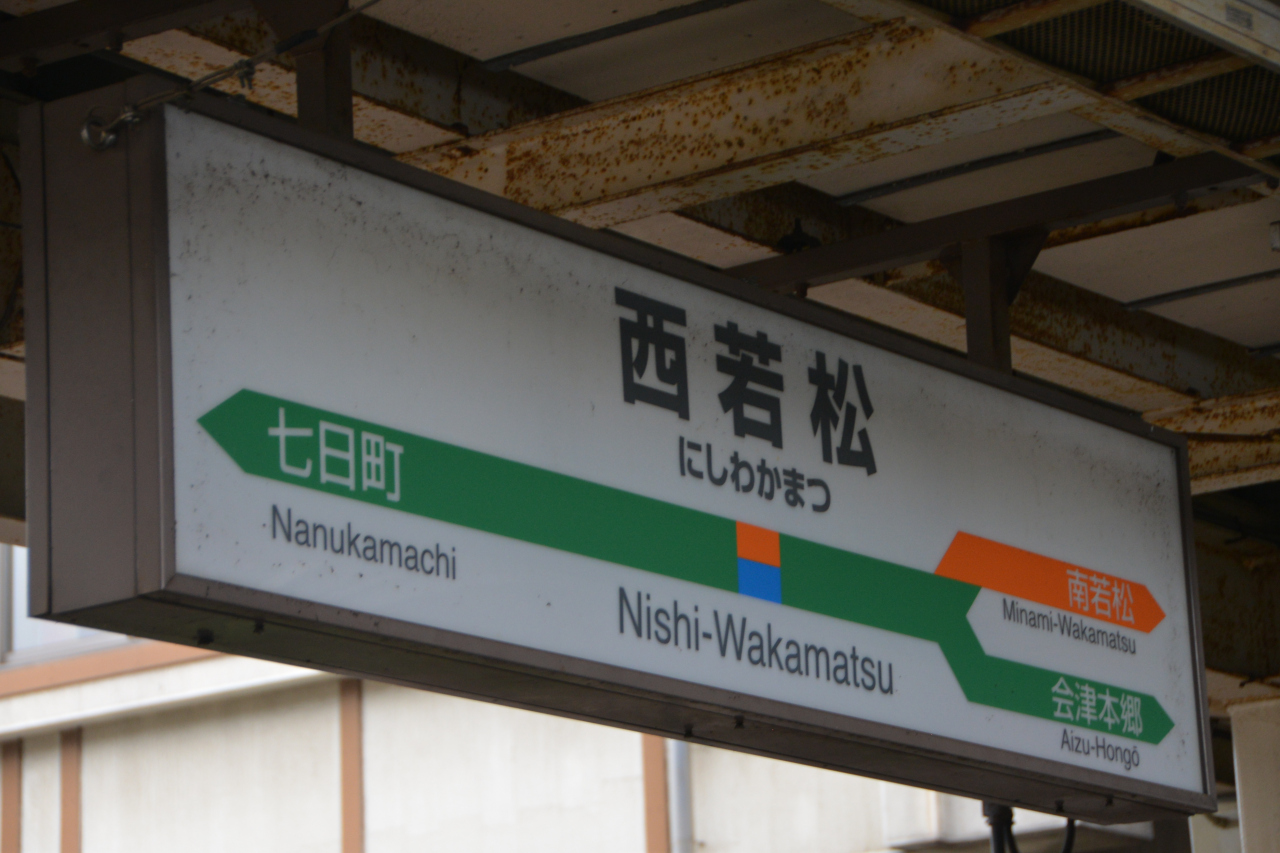 西若松
にしわかまつ
七日町
Nanukamachi
Nishi-Wakamatsu
南若松
Minami-Wakamatsu
会津本郷
Aizu-Hongō